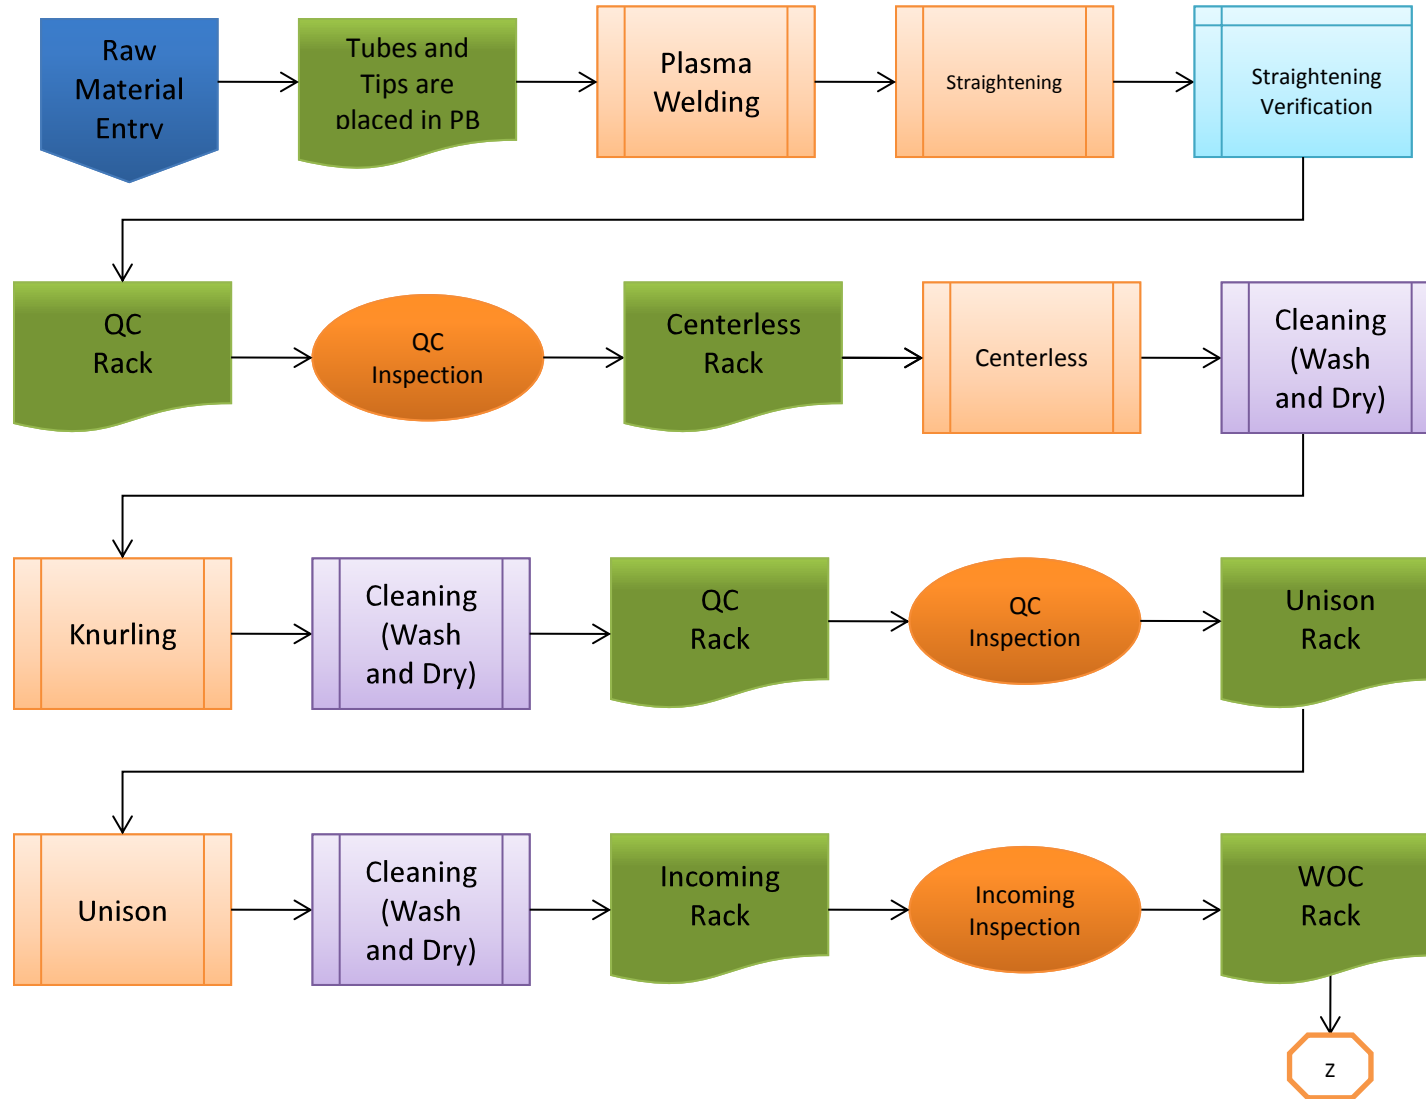 Raw
Material
Entry
Tubes and
Tips are
placed in PB
Plasma
Welding
Straightening
Straightening
Verification
QC
Rack
QC
Inspection
Centerless
Rack
Centerless
Cleaning
(Wash
and Dry)
Knurling
Cleaning
(Wash
and Dry)
QC
Rack
QC
Inspection
Unison
Rack
Unison
Cleaning
(Wash
and Dry)
Incoming
Rack
Incoming
Inspection
WOC
Rack
z